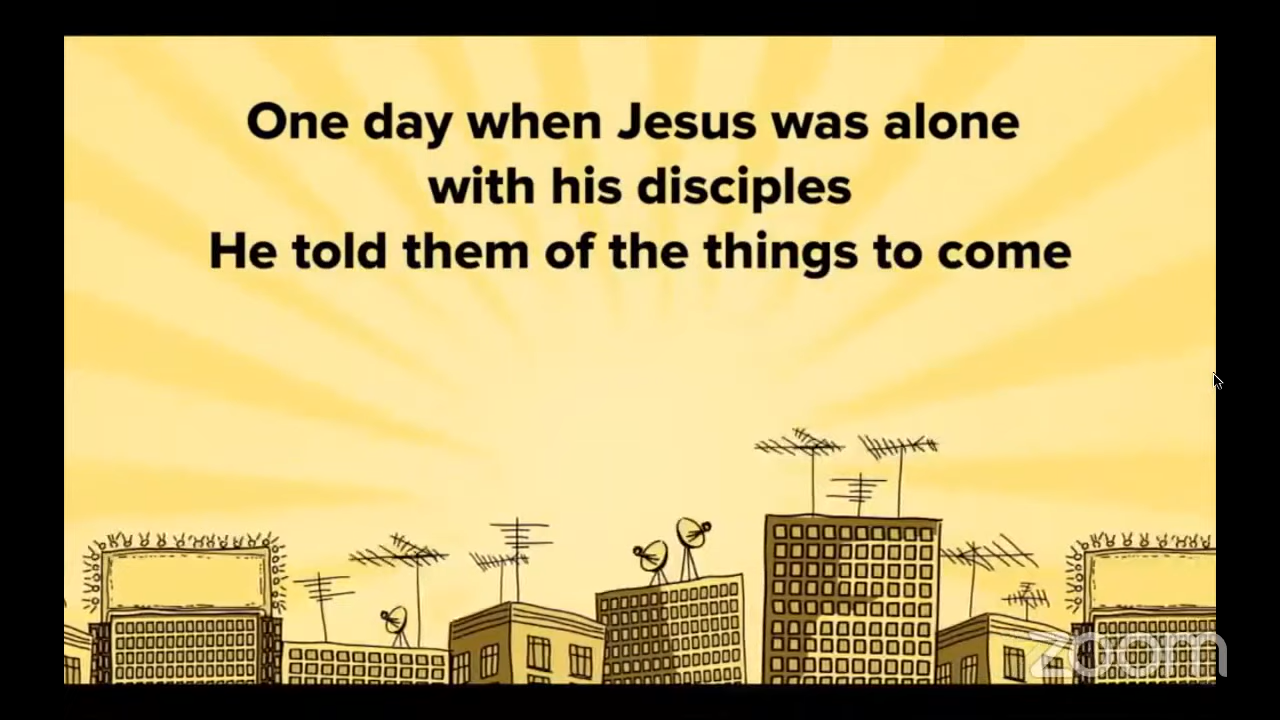 One day when Jesus was alone
with his disciples
He told them of the things to come
zoom